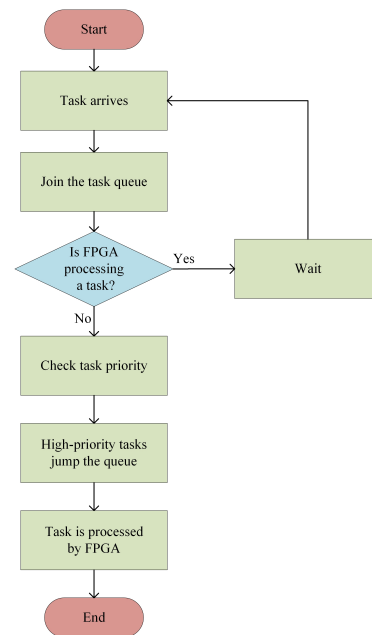 Start
Task arrives
Join the task queue
Is FPGA
processing
a task?
Yes
Wait
No
Check task priority
High-priority tasks
jump the queue
Task is processed
by FPGA
End